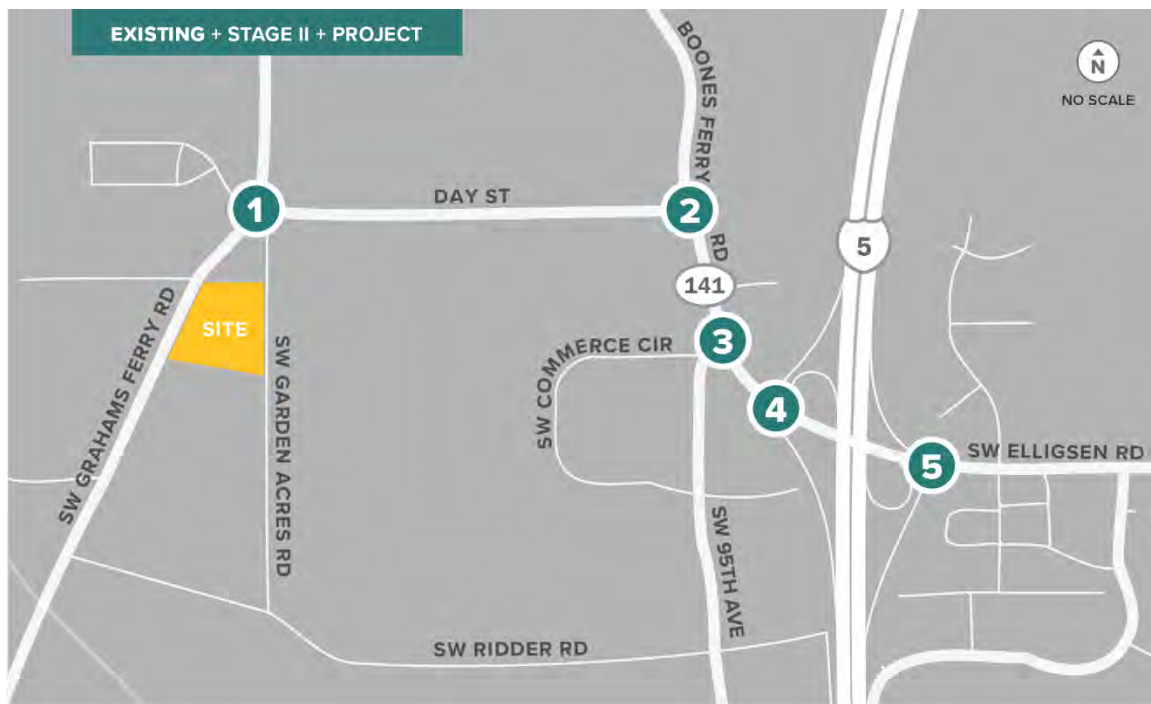 EXISTING + STAGE II + PROJECT
N
NO SCALE
BOONES FERRY RD
1
DAY ST
2
5
141
SITE
3
SW COMMERCE CIR
4
SW GRAHAMS FERRY RD
SW GARDEN ACRES RD
5
SW ELLIGSEN RD
SW 95TH AVE
SW RIDDER RD